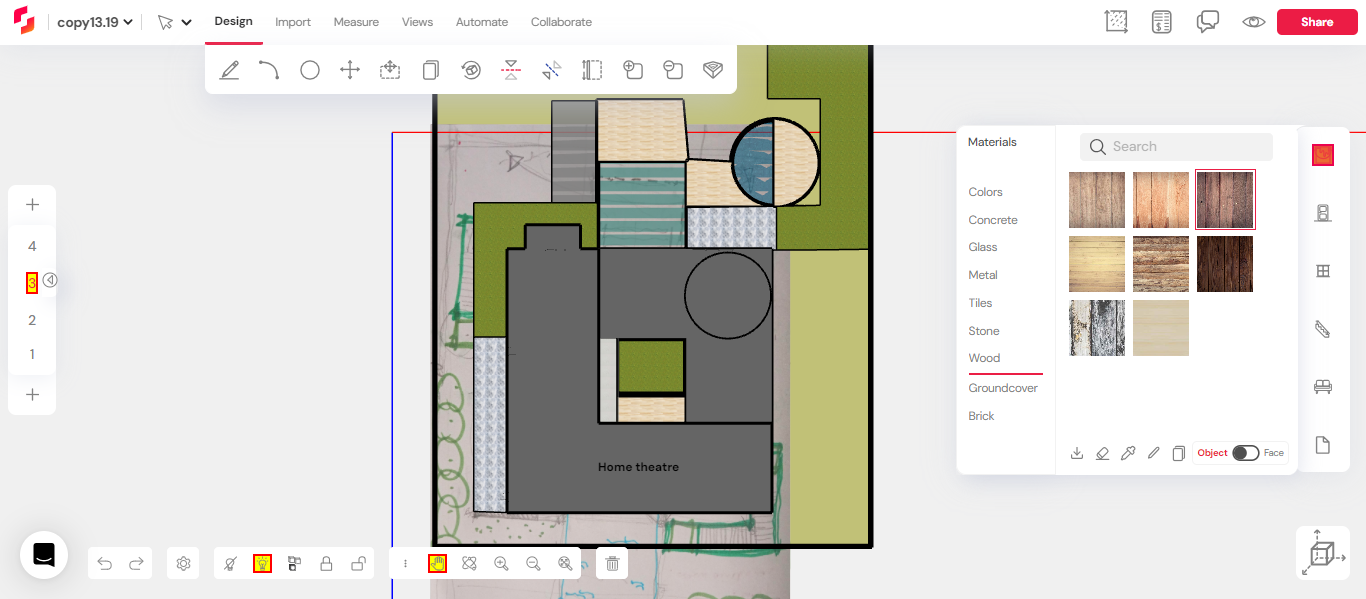 copy13.19
Design
Import
Measure
Views
Automate
Collaborate
Share
Materials
Search
Colors
Concrete
Glass
Metal
Tiles
Stone
Wood
Groundcover
Brick
Object
Face
4
3
2
1
Home theatre